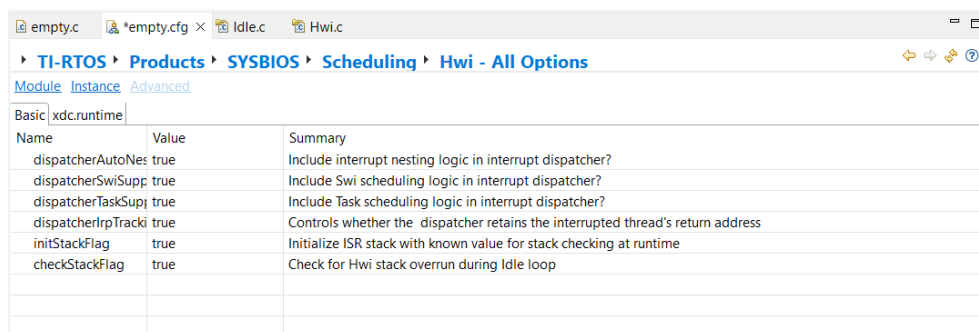 empty.c *empty.cfg Idle.c Hwi.c
TI-RTOS Products SYSBIOS Scheduling Hwi - All Options
Module Instance Advanced
Basic xdc.runtime
Name Value Summary
dispatcherAutoNes true Include interrupt nesting logic in interrupt dispatcher?
dispatcherSwiSupp true Include Swi scheduling logic in interrupt dispatcher?
dispatcherTaskSupp true Include Task scheduling logic in interrupt dispatcher?
dispatcherIrpTracki true Controls whether the dispatcher retains the interrupted thread's return address
initStackFlag true Initialize ISR stack with known value for stack checking at runtime
checkStackFlag true Check for Hwi stack overrun during Idle loop